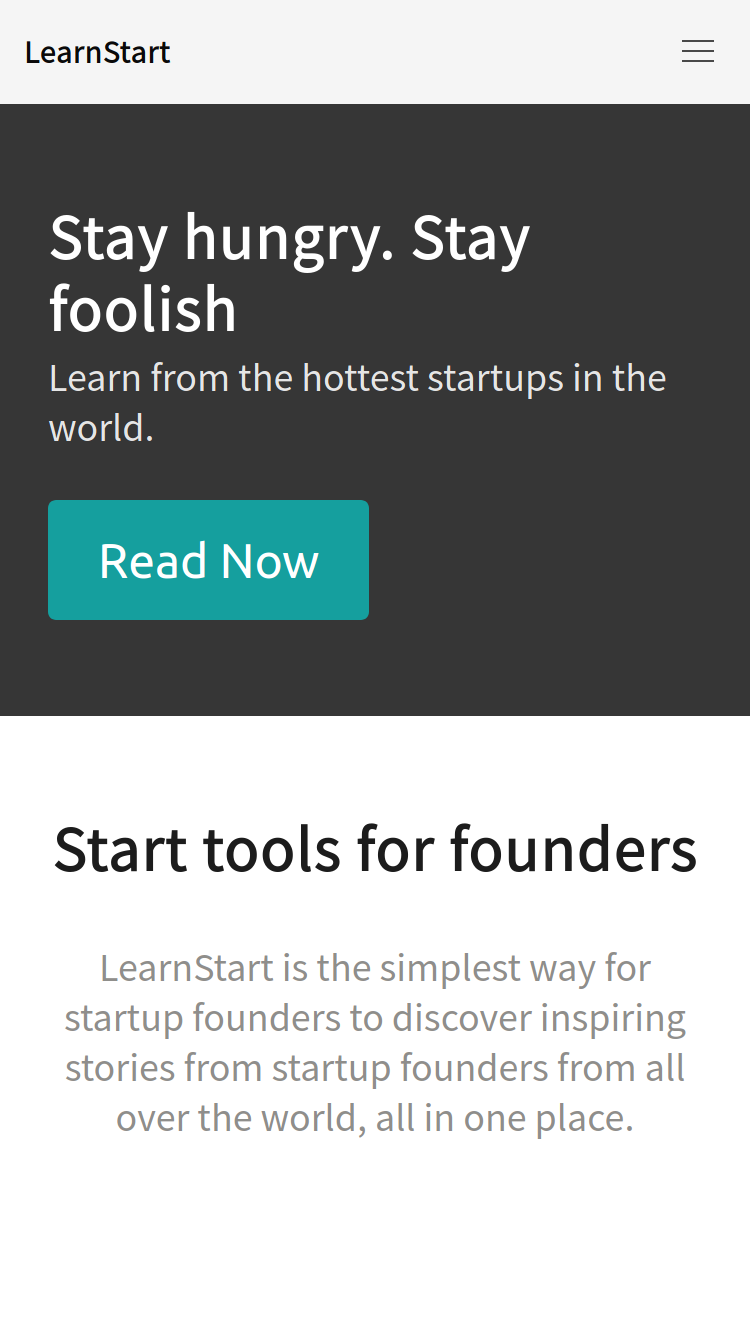 LearnStart
Stay hungry. Stay
foolish
Learn from the hottest startups in the
world.
Read Now
Start tools for founders
LearnStart is the simplest way for
startup founders to discover inspiring
stories from startup founders from all
over the world, all in one place.